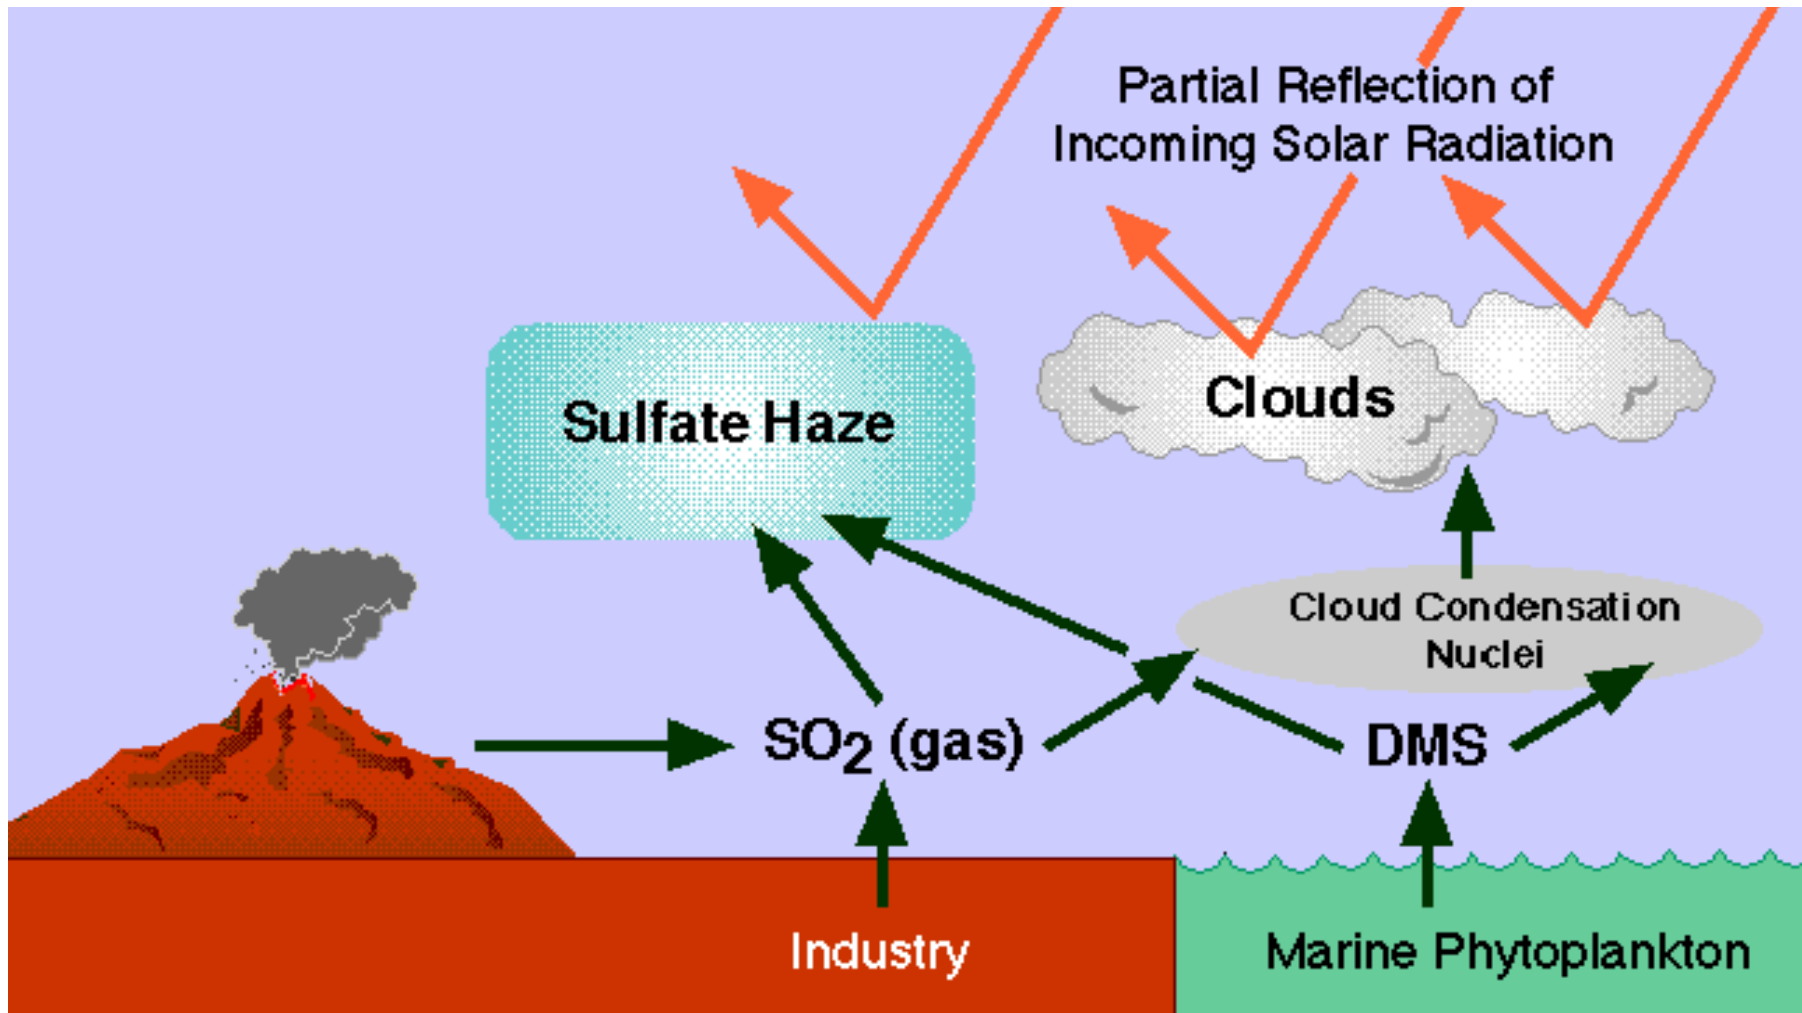 Partial Reflection of
Incoming Solar Radiation
Sulfate Haze
Clouds
Cloud Condensation
Nuclei
SO₂ (gas)
DMS
Industry
Marine Phytoplankton